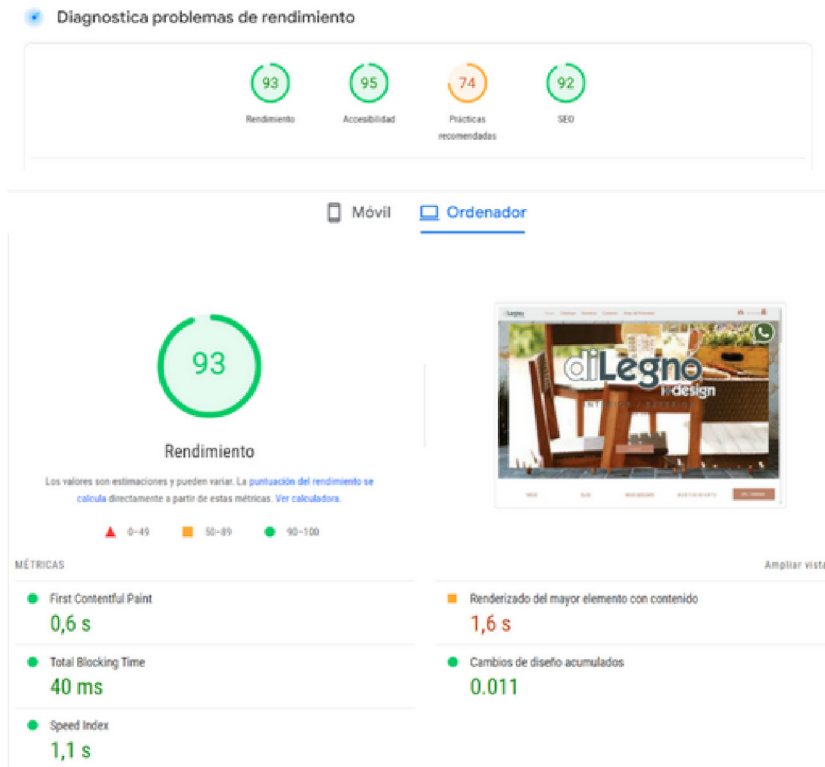 Diagnostica problemas de rendimiento
93
95
74
92
Rendimiento
Accesibilidad
Prácticas
recomendadas
SEO
Móvil
Ordenador
93
Rendimiento
Los valores son estimaciones y pueden variar. La puntuación del rendimiento se
calcula directamente a partir de estas métricas. Ver calculadora.
0–49
50–89
90–100
diLegno
design
MÉTRICAS
Ampliar vista
First Contentful Paint
0,6 s
Renderizado del mayor elemento con contenido
1,6 s
Total Blocking Time
40 ms
Cambios de diseño acumulados
0.011
Speed Index
1,1 s